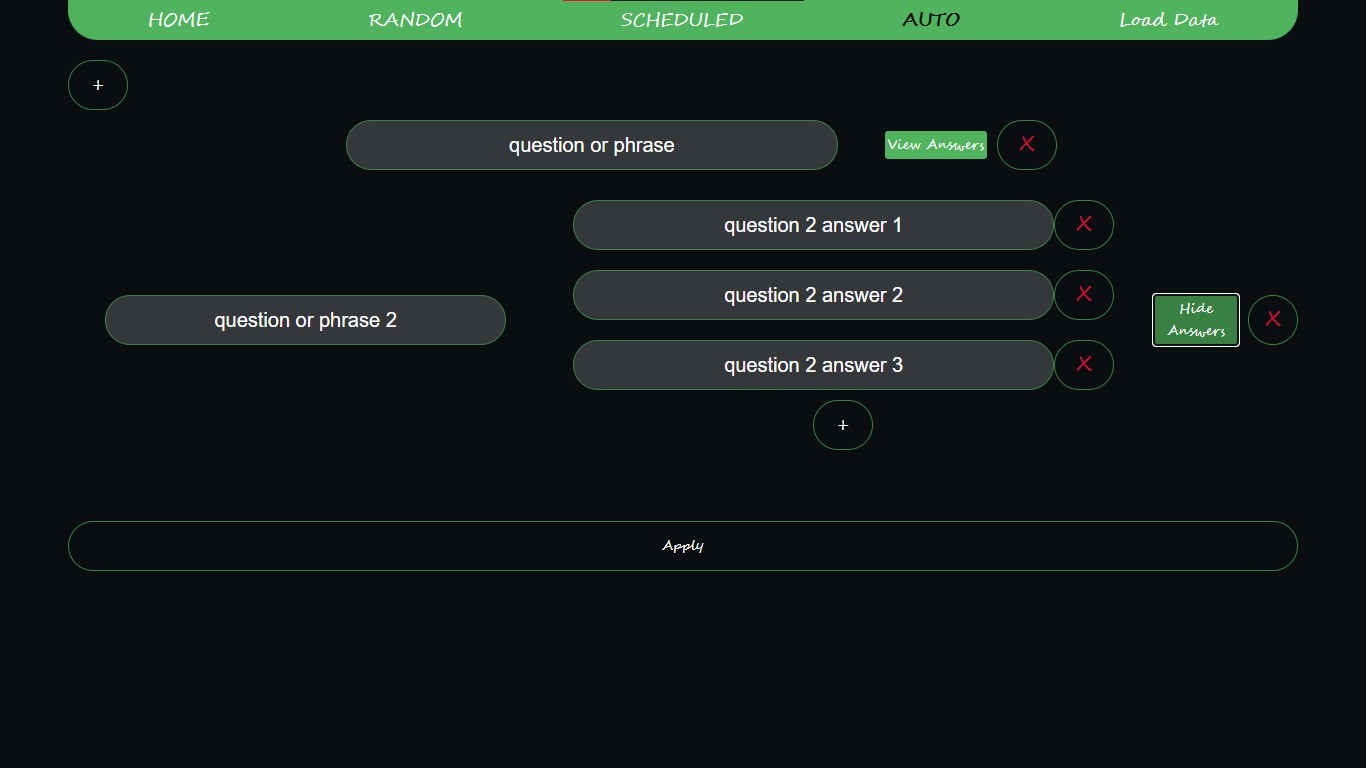 HOME RANDOM SCHEDULED AUTO Load Data
+
question or phrase View Answers X
question 2 answer 1 X
question 2 answer 2 X
question or phrase 2 Hide Answers X
question 2 answer 3 X
+
Apply